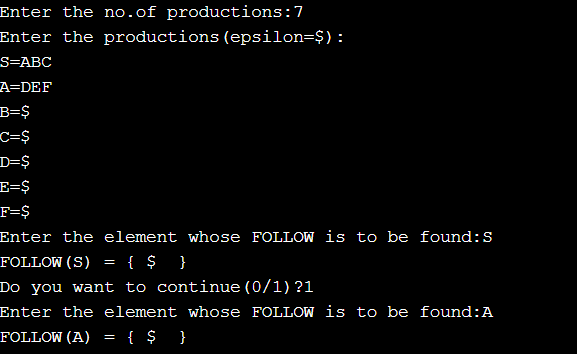 Enter the no.of productions:7
Enter the productions(epsilon=$):
S=ABC
A=DEF
B=$
C=$
D=$
E=$
F=$
Enter the element whose FOLLOW is to be found:S
FOLLOW(S) = { $  }
Do you want to continue(0/1)?1
Enter the element whose FOLLOW is to be found:A
FOLLOW(A) = { $  }